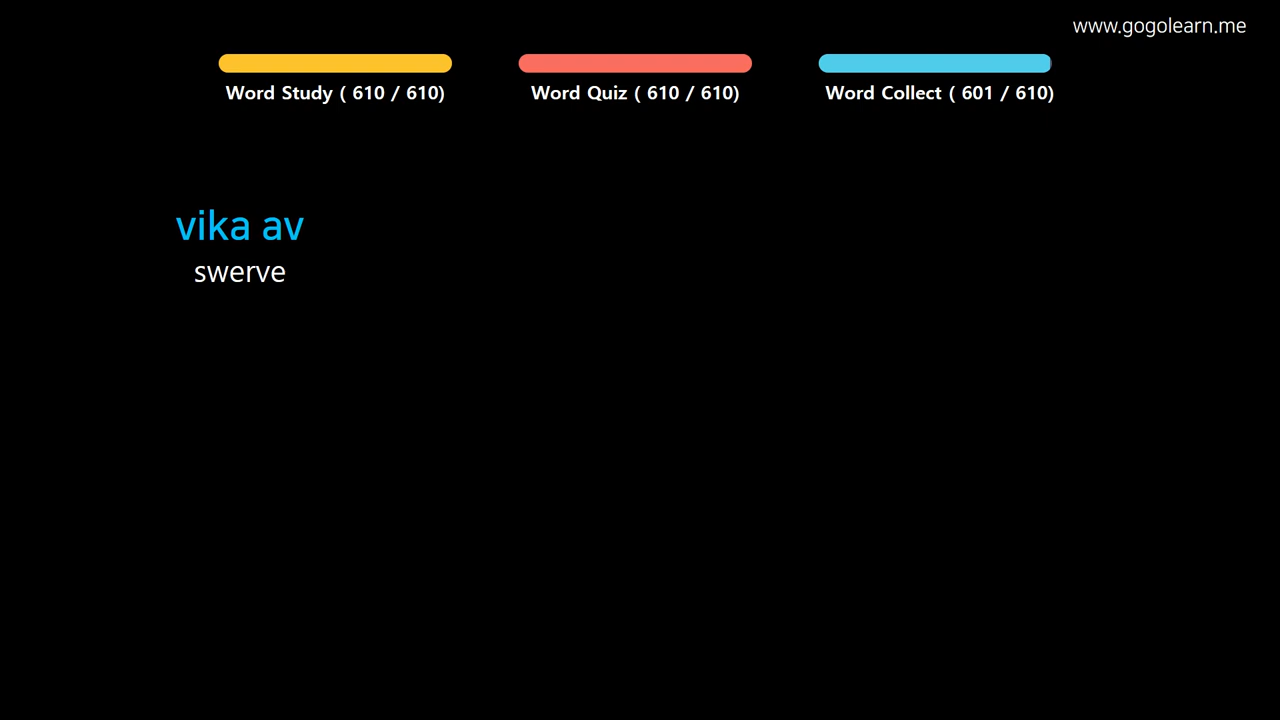 www.gogolearn.me
Word Study ( 610 / 610)
Word Quiz ( 610 / 610)
Word Collect ( 601 / 610)
vika av
swerve